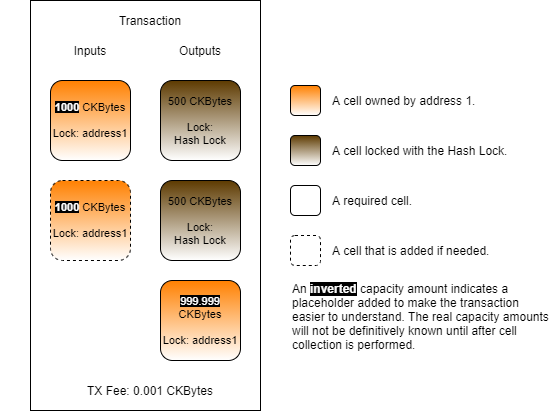 Transaction
Inputs
Outputs
1000 CKBytes
Lock: address1
500 CKBytes
Lock:
Hash Lock
1000 CKBytes
Lock: address1
500 CKBytes
Lock:
Hash Lock
999.999
CKBytes
Lock: address1
TX Fee: 0.001 CKBytes
A cell owned by address 1.
A cell locked with the Hash Lock.
A required cell.
A cell that is added if needed.
An inverted capacity amount indicates a
placeholder added to make the transaction
easier to understand. The real capacity amounts
will not be definitively known until after cell
collection is performed.